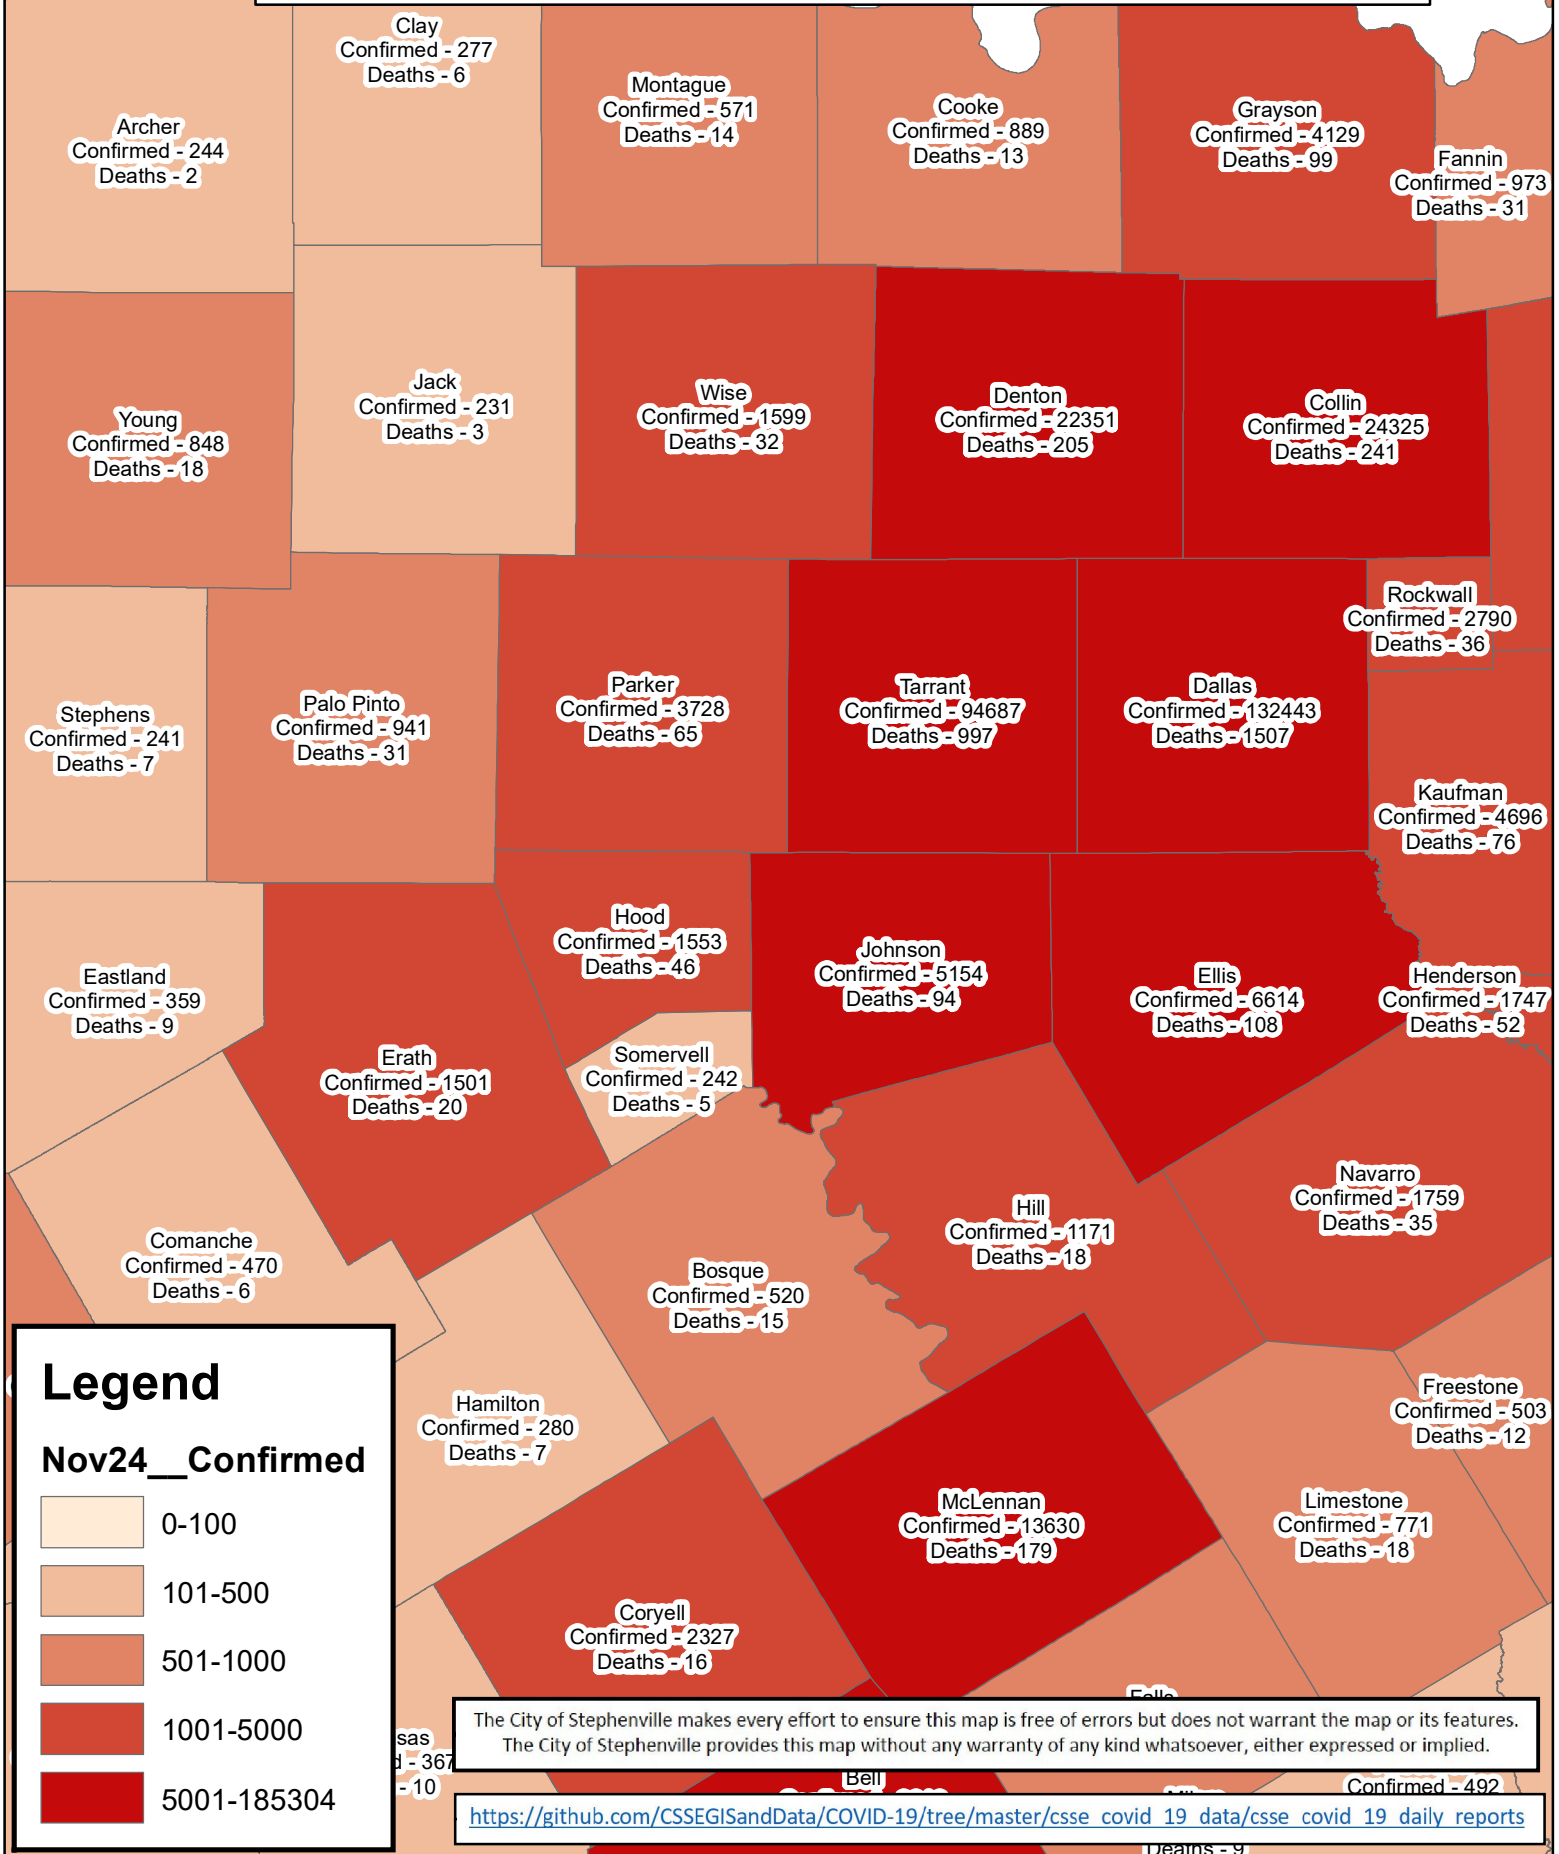 Clay
Confirmed - 277
Deaths - 6
Montague
Confirmed - 571
Deaths - 14
Cooke
Confirmed - 889
Deaths - 13
Grayson
Confirmed - 4129
Deaths - 99
Archer
Confirmed - 244
Deaths - 2
Fannin
Confirmed - 973
Deaths - 31
Young
Confirmed - 848
Deaths - 18
Jack
Confirmed - 231
Deaths - 3
Wise
Confirmed - 1599
Deaths - 32
Denton
Confirmed - 22351
Deaths - 205
Collin
Confirmed - 24325
Deaths - 241
Rockwall
Confirmed - 2790
Deaths - 36
Stephens
Confirmed - 241
Deaths - 7
Palo Pinto
Confirmed - 941
Deaths - 31
Parker
Confirmed - 3728
Deaths - 65
Tarrant
Confirmed - 94687
Deaths - 997
Dallas
Confirmed - 132443
Deaths - 1507
Kaufman
Confirmed - 4696
Deaths - 76
Eastland
Confirmed - 359
Deaths - 9
Hood
Confirmed - 1553
Deaths - 46
Johnson
Confirmed - 5154
Deaths - 94
Ellis
Confirmed - 6614
Deaths - 108
Henderson
Confirmed - 1747
Deaths - 52
Erath
Confirmed - 1501
Deaths - 20
Somervell
Confirmed - 242
Deaths - 5
Comanche
Confirmed - 470
Deaths - 6
Bosque
Confirmed - 520
Deaths - 15
Hill
Confirmed - 1171
Deaths - 18
Navarro
Confirmed - 1759
Deaths - 35
Hamilton
Confirmed - 280
Deaths - 7
Freestone
Confirmed - 503
Deaths - 12
McLennan
Confirmed - 13630
Deaths - 179
Limestone
Confirmed - 771
Deaths - 18
Coryell
Confirmed - 2327
Deaths - 16
Legend
Nov24__Confirmed
0-100
101-500
501-1000
1001-5000
5001-185304
sas
d - 367
- 10
Falls
The City of Stephenville makes every effort to ensure this map is free of errors but does not warrant the map or its features.
The City of Stephenville provides this map without any warranty of any kind whatsoever, either expressed or implied.
Bell
Confirmed - 492
https://github.com/CSSEGISandData/COVID-19/tree/master/csse_covid_19_data/csse_covid_19_daily_reports
Deaths - 9